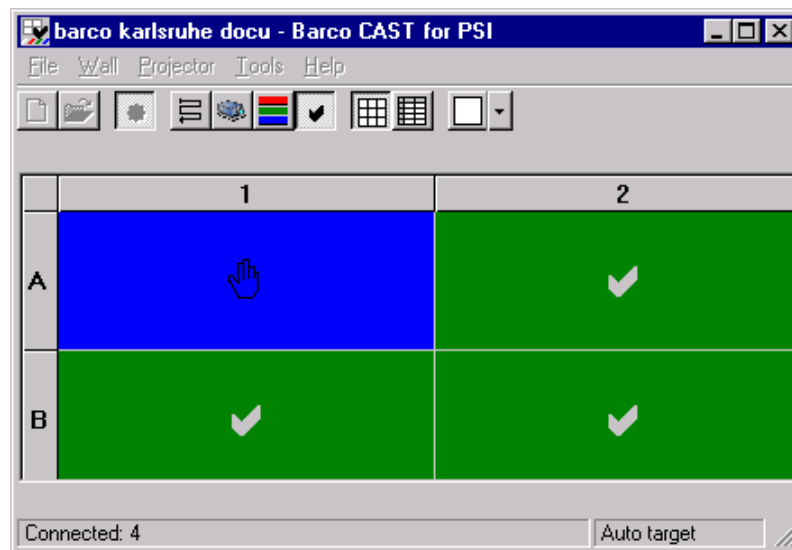 barco karlsruhe docu - Barco CAST for PSI
File Wall Projector Tools Help
1 2
A
B
Connected: 4 Auto target